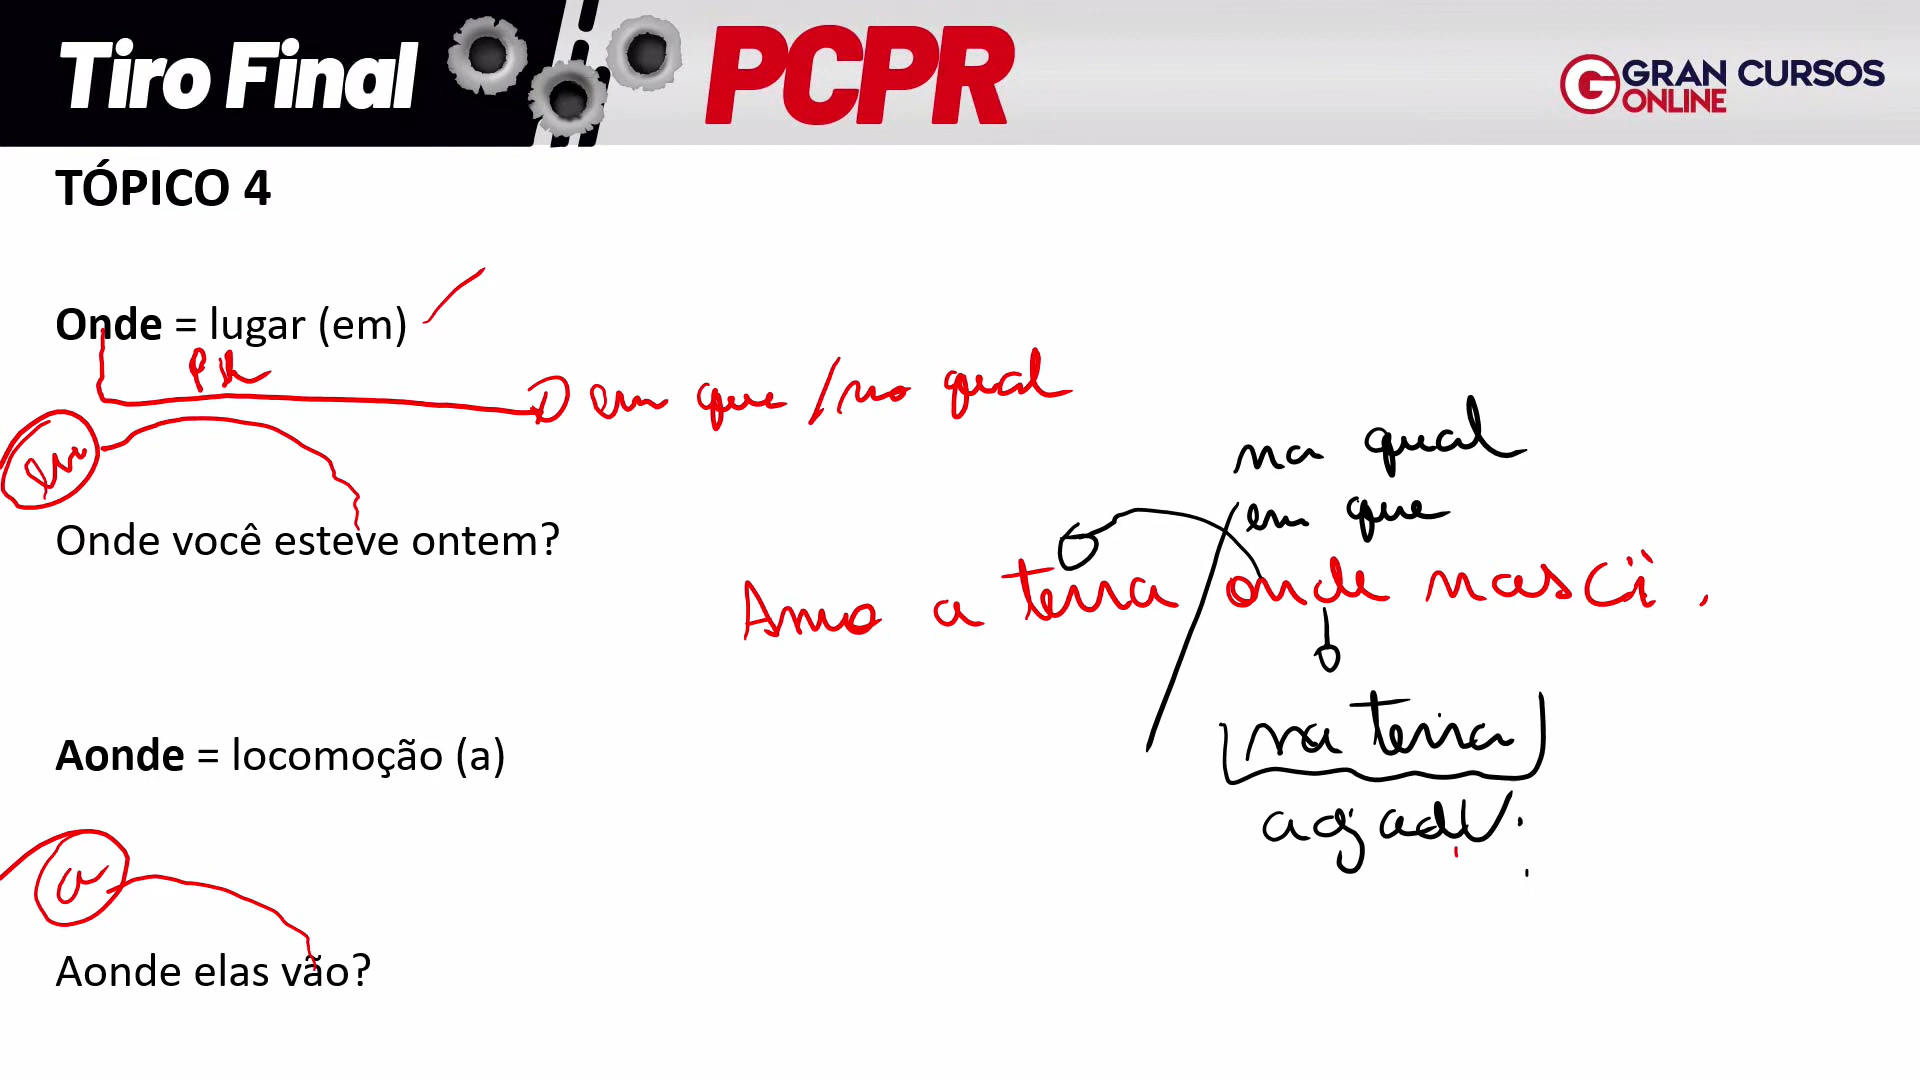 Tiro Final PCPR
GRAN CURSOS
ONLINE
TÓPICO 4
Onde = lugar (em)
PR
em que / no qual
na qual
em
em que
Onde você esteve ontem?
Amo a terra onde nasci.
na terra
Aonde = locomoção (a)
adj adv.
a
Aonde elas vão?